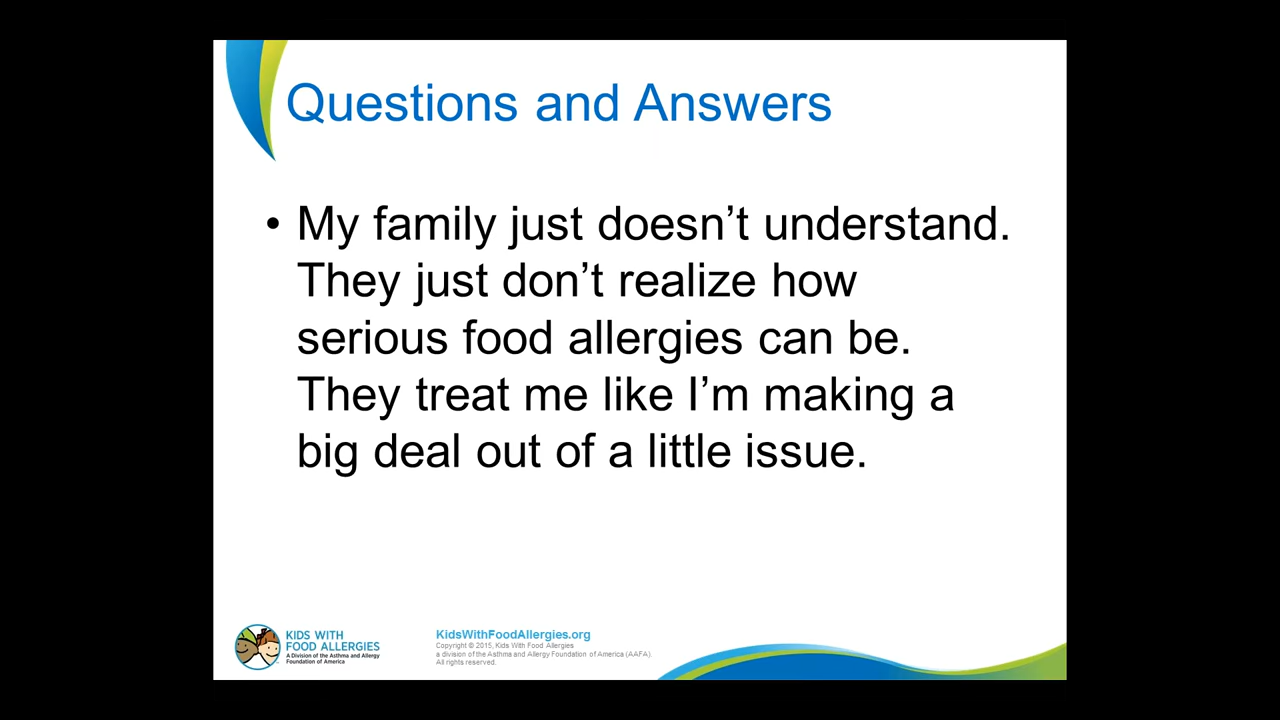 Questions and Answers
• My family just doesn’t understand.
They just don’t realize how
serious food allergies can be.
They treat me like I’m making a
big deal out of a little issue.
KIDS WITH
FOOD ALLERGIES
A Division of the Asthma and Allergy
Foundation of America
KidsWithFoodAllergies.org
Copyright © 2015, Kids With Food Allergies
a division of the Asthma and Allergy Foundation of America (AAFA).
All rights reserved.